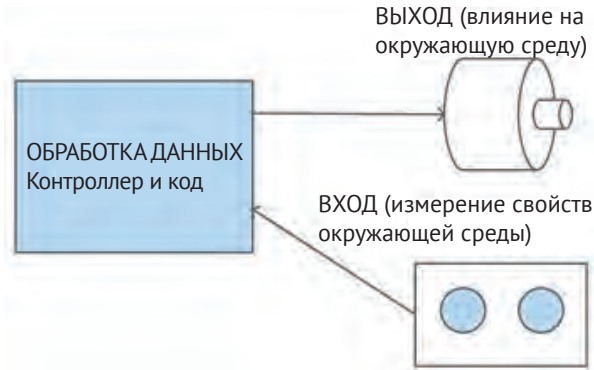 ВЫХОД (влияние на
окружающую среду)
ОБРАБОТКА ДАННЫХ
Контроллер и код
ВХОД (измерение свойств
окружающей среды)